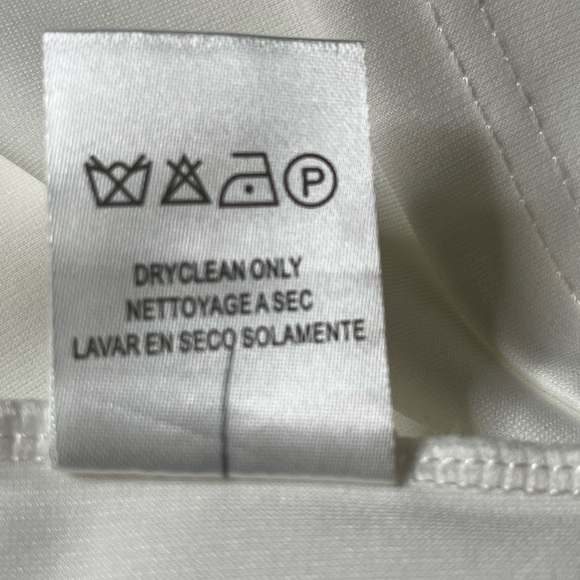 P
DRYCLEAN ONLY
NETTOYAGE A SEC
LAVAR EN SECO SOLAMENTE